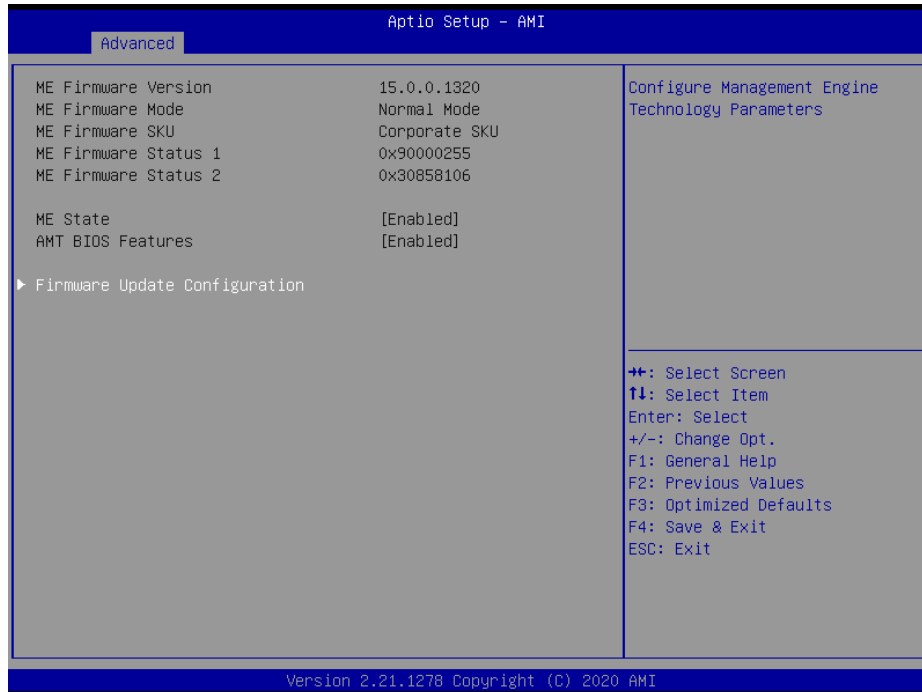 Aptio Setup – AMI
Advanced
ME Firmware Version 15.0.0.1320
ME Firmware Mode Normal Mode
ME Firmware SKU Corporate SKU
ME Firmware Status 1 0x90000255
ME Firmware Status 2 0x30858106
ME State [Enabled]
AMT BIOS Features [Enabled]
▶ Firmware Update Configuration
Configure Management Engine
Technology Parameters
→←: Select Screen
↑↓: Select Item
Enter: Select
+/-: Change Opt.
F1: General Help
F2: Previous Values
F3: Optimized Defaults
F4: Save & Exit
ESC: Exit
Version 2.21.1278 Copyright (C) 2020 AMI